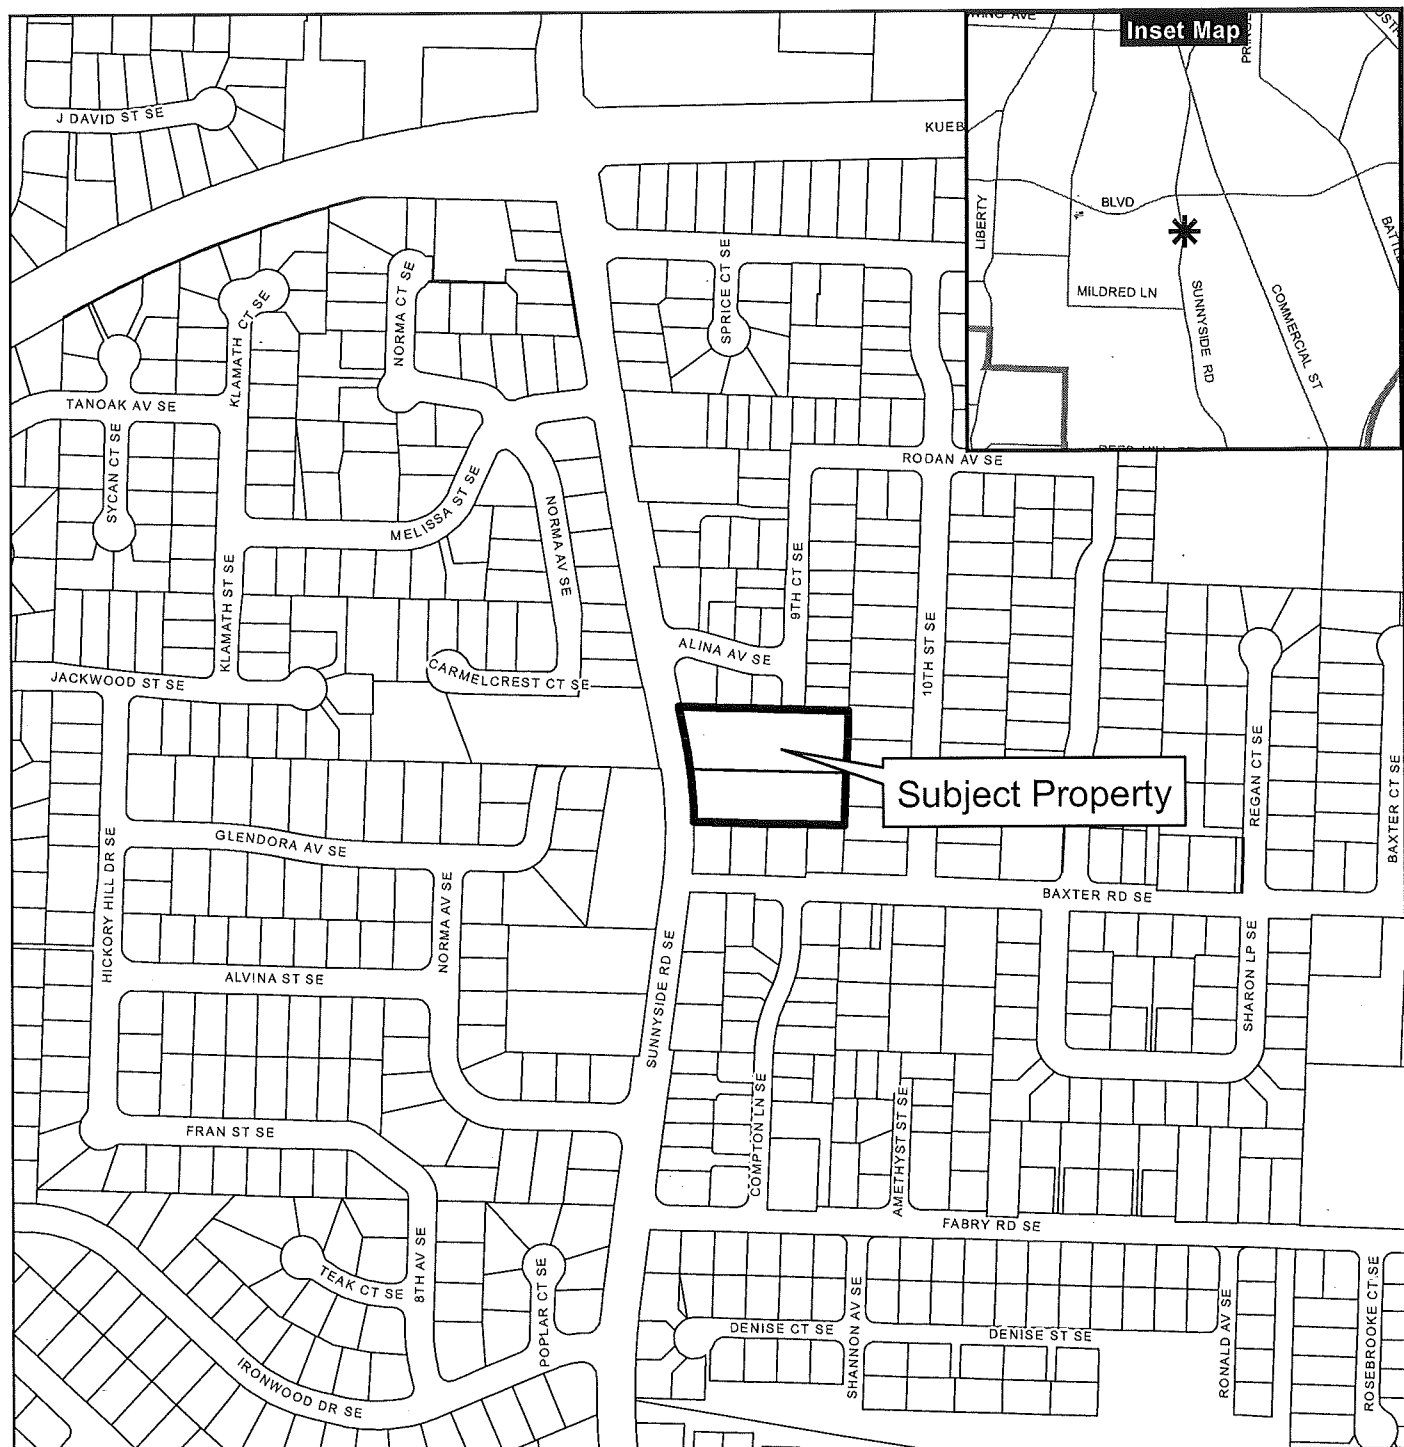 Inset Map
BLVD
LIBERTY
MILDRED LN
SUNNYSIDE RD
COMMERCIAL ST
J DAVID ST SE
KUEB
SPRICE CT SE
NORMA CT SE
KLAMATH CT SE
TANOAK AV SE
SYCAN CT SE
RODAN AV SE
MELISSA ST SE
NORMA AV SE
KLAMATH ST SE
9TH CT SE
10TH ST SE
ALINA AV SE
CARMELCREST CT SE
JACKWOOD ST SE
REGAN CT SE
BAXTER CT SE
Subject Property
GLENDORA AV SE
HICKORY HILL DR SE
NORMA AV SE
BAXTER RD SE
ALVINA ST SE
SUNNYSIDE RD SE
SHARON LP SE
COMPTON LN SE
AMETHYST ST SE
FRAN ST SE
FABRY RD SE
8TH AV SE
TEAK CT SE
POPLAR CT SE
DENISE CT SE
SHANNON AV SE
DENISE ST SE
RONALD AV SE
ROSEBROOKE CT SE
IRONWOOD DR SE